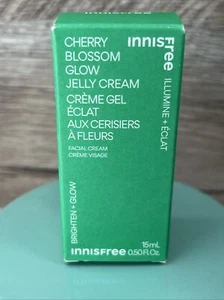 CHERRY
BLOSSOM
GLOW
JELLY CREAM
CRÈME GEL
ÉCLAT
AUX CERISIERS
À FLEURS
FACIAL CREAM
CRÈME VISAGE
BRIGHTEN + GLOW
innisfree
15mL
0.50 Fl.Oz.
innisfree
ILLUMINE + ÉCLAT